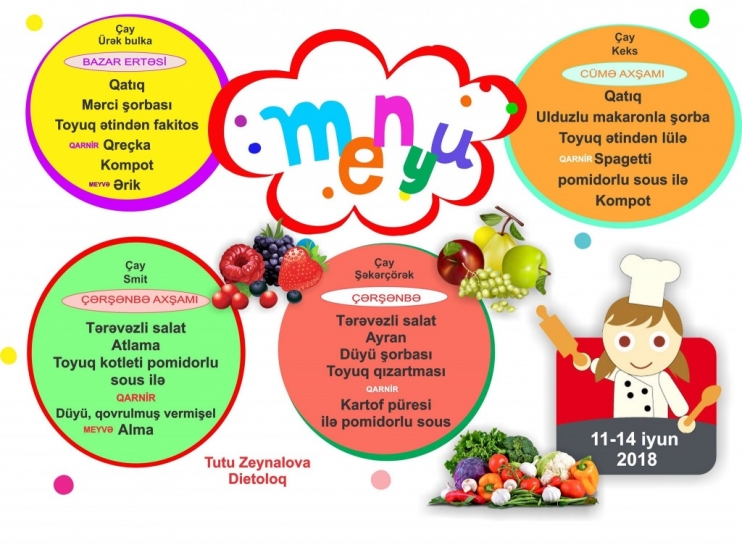 menyu
Çay
Ürək bulka
BAZAR ERTƏSİ
Qatıq
Mərci şorbası
Toyuq ətindən fakitos
QARNİR Qreçka
Kompot
MEYVƏ Ərik
Çay
Keks
CÜMƏ AXŞAMI
Qatıq
Ulduzlu makaronla şorba
Toyuq ətindən lülə
QARNİR Spagetti
pomidorlu sous ilə
Kompot
Çay
Smit
ÇƏRŞƏNBƏ AXŞAMI
Tərəvəzli salat
Atlama
Toyuq kotleti pomidorlu
sous ilə
QARNİR
Düyü, qovrulmuş vermişel
MEYVƏ Alma
Çay
Şəkərçörək
ÇƏRŞƏNBƏ
Tərəvəzli salat
Ayran
Düyü şorbası
Toyuq qızartması
QARNİR
Kartof püresi
ilə pomidorlu sous
Tutu Zeynalova
Dietoloq
11-14 iyun
2018